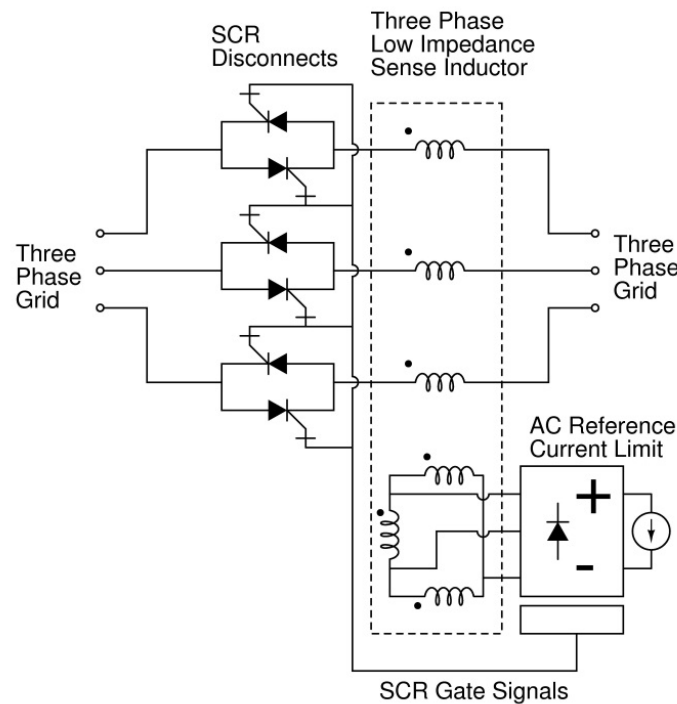 SCR
Disconnects
Three Phase
Low Impedance
Sense Inductor
Three
Phase
Grid
Three
Phase
Grid
AC Reference
Current Limit
+
-
SCR Gate Signals